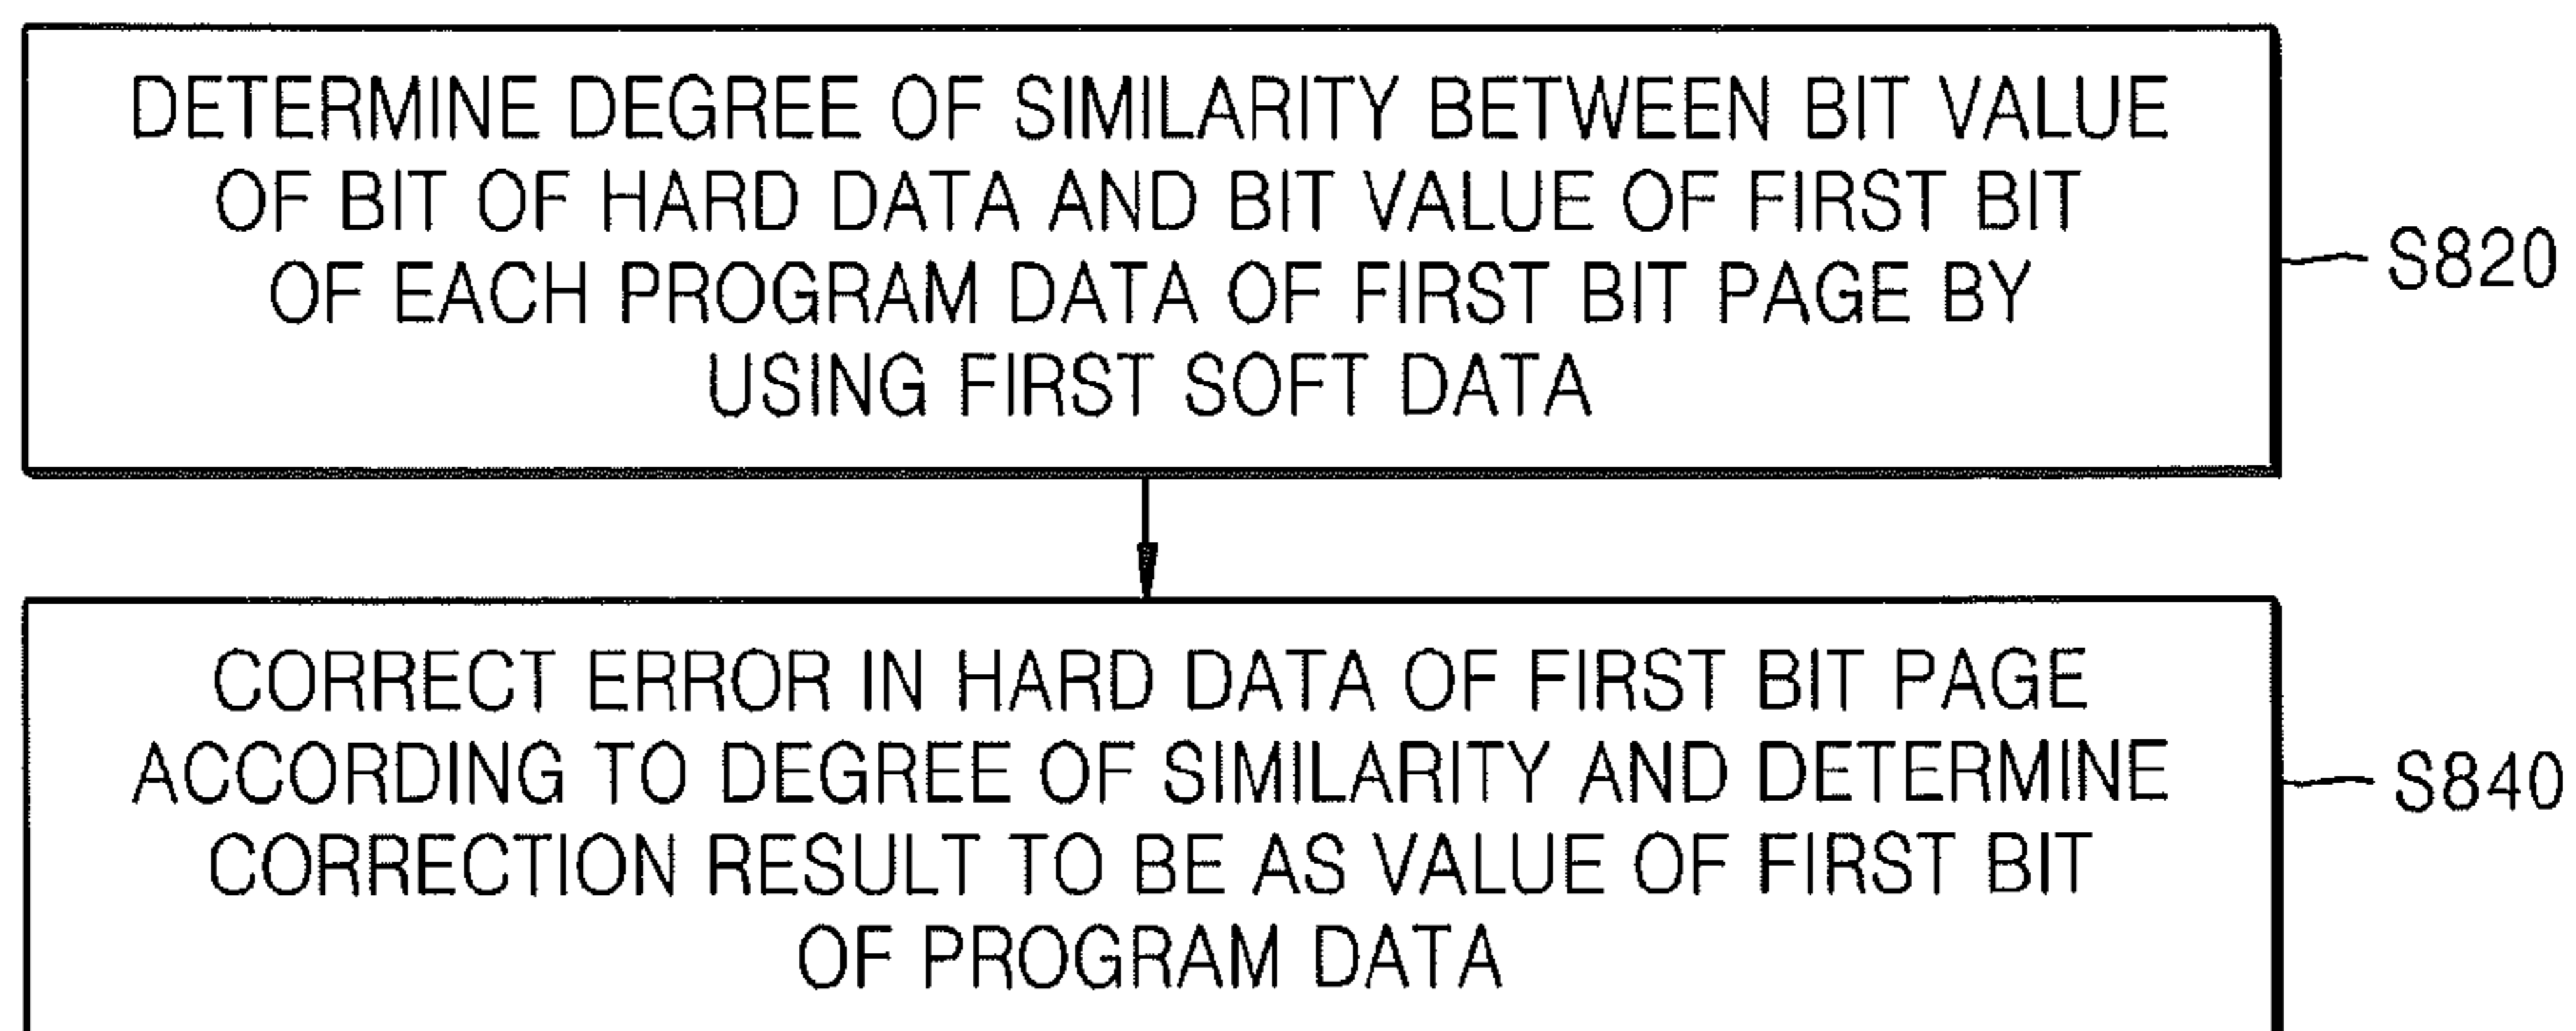 DETERMINE DEGREE OF SIMILARITY BETWEEN BIT VALUE
OF BIT OF HARD DATA AND BIT VALUE OF FIRST BIT
OF EACH PROGRAM DATA OF FIRST BIT PAGE BY
USING FIRST SOFT DATA
S820
CORRECT ERROR IN HARD DATA OF FIRST BIT PAGE
ACCORDING TO DEGREE OF SIMILARITY AND DETERMINE
CORRECTION RESULT TO BE AS VALUE OF FIRST BIT
OF PROGRAM DATA
S840